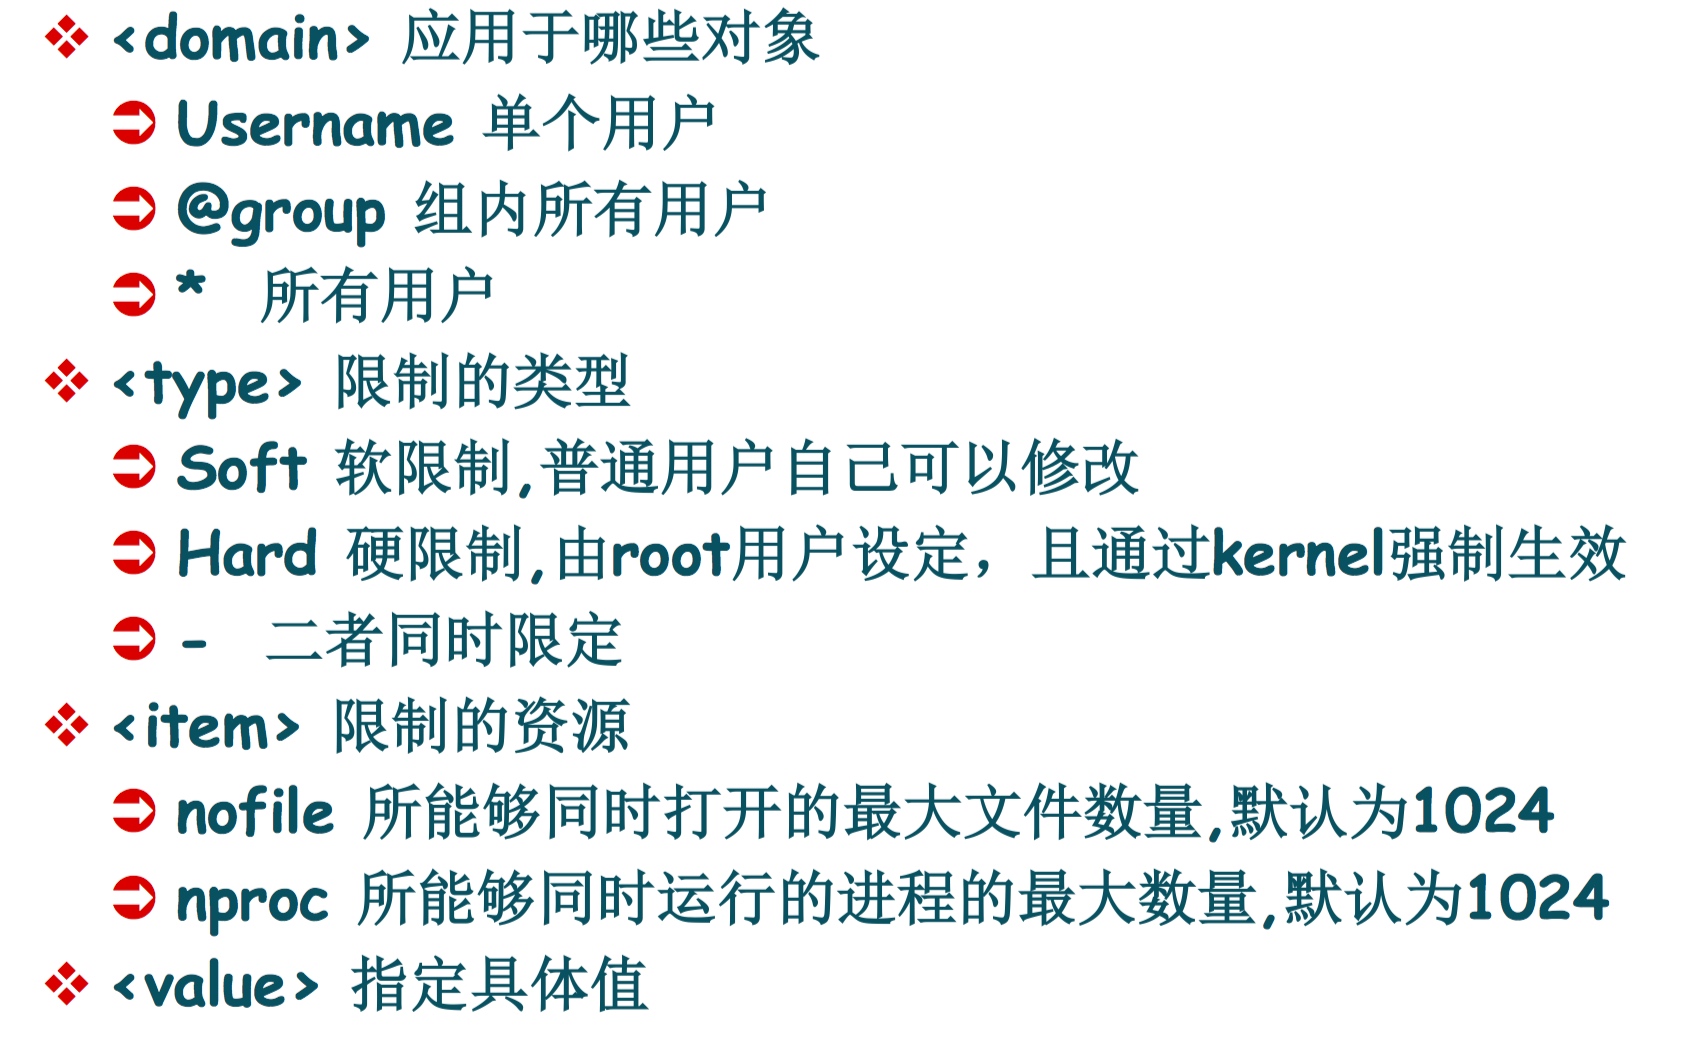 <domain> 应用于哪些对象
Username 单个用户
@group 组内所有用户
* 所有用户
<type> 限制的类型
Soft 软限制,普通用户自己可以修改
Hard 硬限制,由root用户设定，且通过kernel强制生效
- 二者同时限定
<item> 限制的资源
nofile 所能够同时打开的最大文件数量,默认为1024
nproc 所能够同时运行的进程的最大数量,默认为1024
<value> 指定具体值